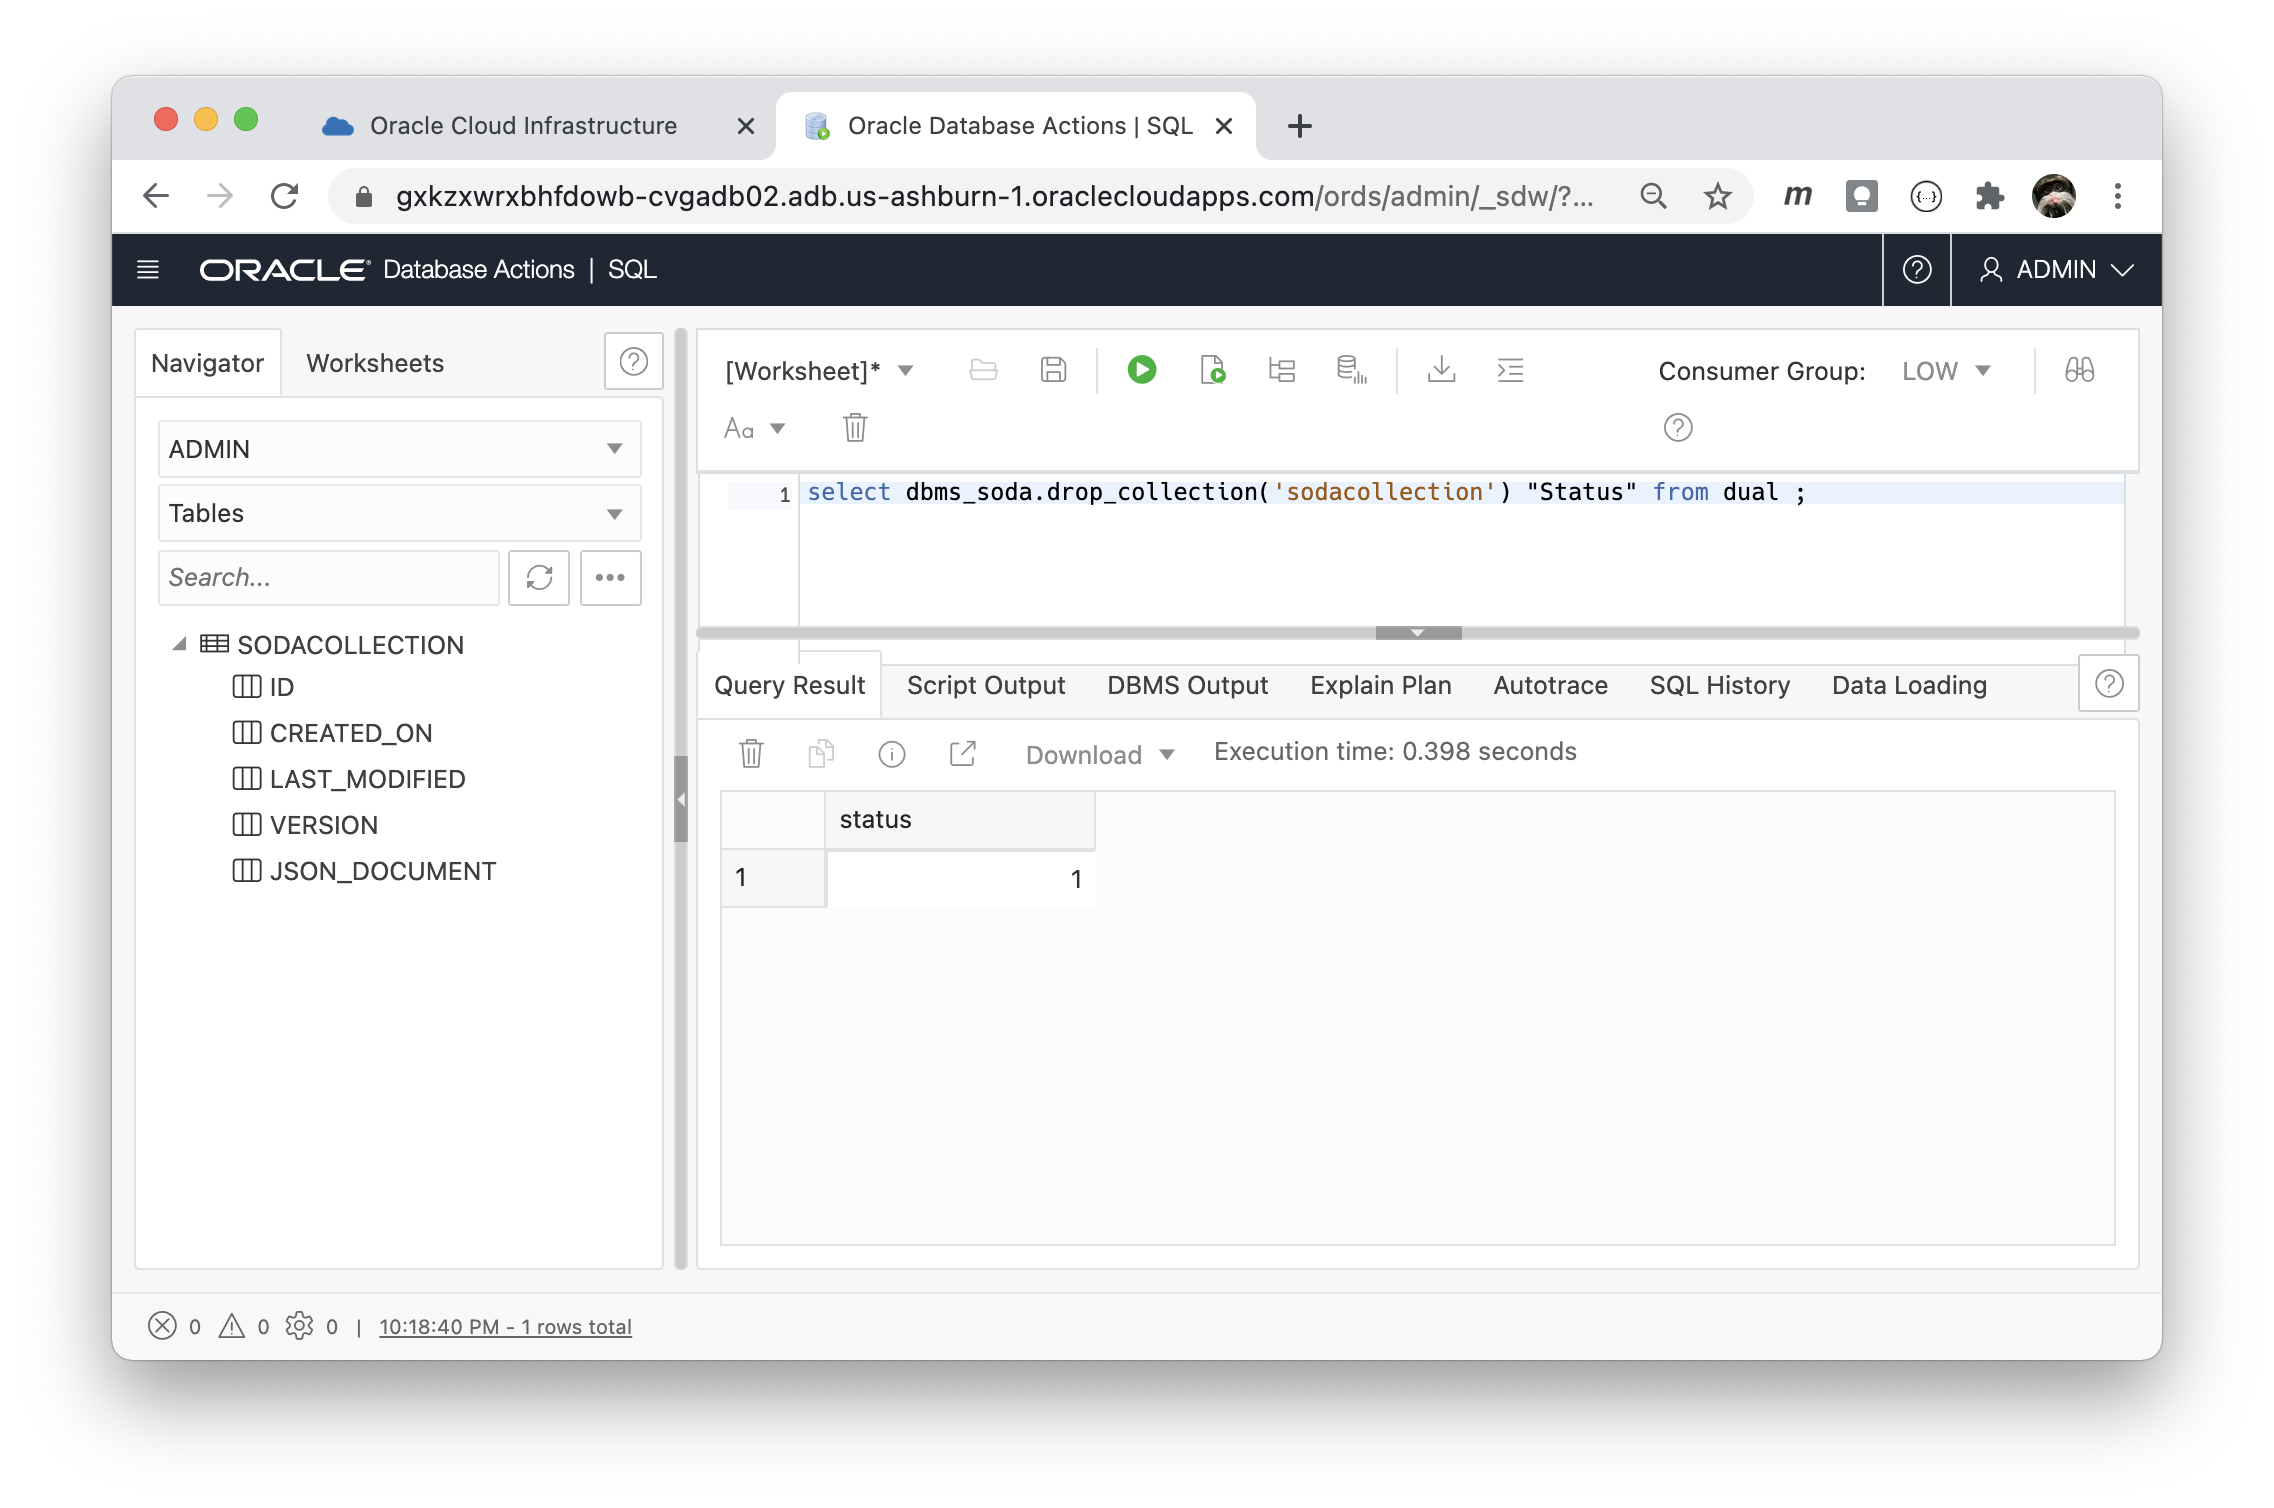 Oracle Cloud Infrastructure
Oracle Database Actions | SQL
gxkzxwrxbhfdowb-cvgadb02.adb.us-ashburn-1.oraclecloudapps.com/ords/admin/_sdw/?...
m
{...}
ORACLE® Database Actions | SQL
ADMIN
Navigator
Worksheets
[Worksheet]*
Consumer Group: LOW
Aa
ADMIN
Tables
Search...
SODACOLLECTION
ID
CREATED_ON
LAST_MODIFIED
VERSION
JSON_DOCUMENT
1 select dbms_soda.drop_collection('sodacollection') "Status" from dual ;
Query Result
Script Output
DBMS Output
Explain Plan
Autotrace
SQL History
Data Loading
Download
Execution time: 0.398 seconds
status
1 1
0 0 0 | 10:18:40 PM - 1 rows total